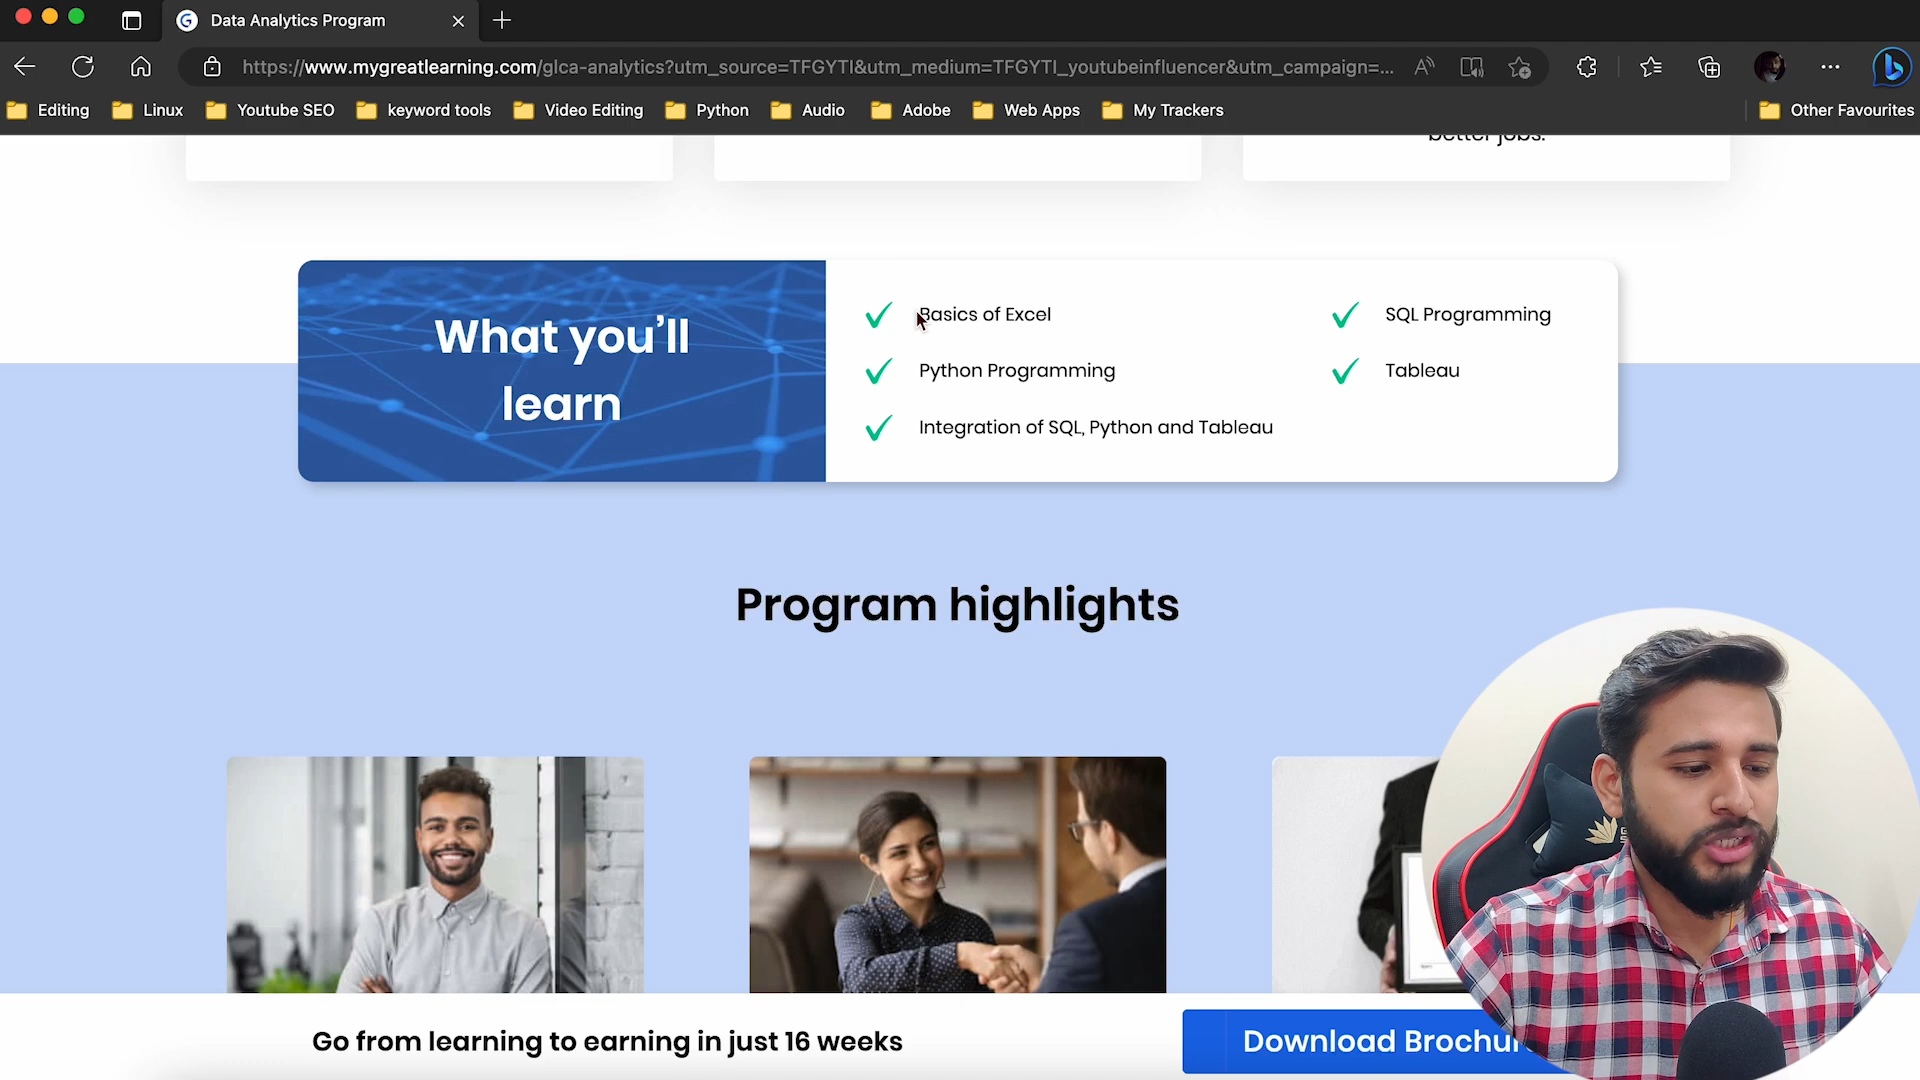 Data Analytics Program
https://www.mygreatlearning.com/glca-analytics?utm_source=TFGYTI&utm_medium=TFGYTI_youtubeinfluencer&utm_campaign=...
Editing Linux Youtube SEO keyword tools Video Editing Python Audio Adobe Web Apps My Trackers Other Favourites
better jobs.
What you'll
learn
Basics of Excel
SQL Programming
Python Programming
Tableau
Integration of SQL, Python and Tableau
Program highlights
Go from learning to earning in just 16 weeks
Download